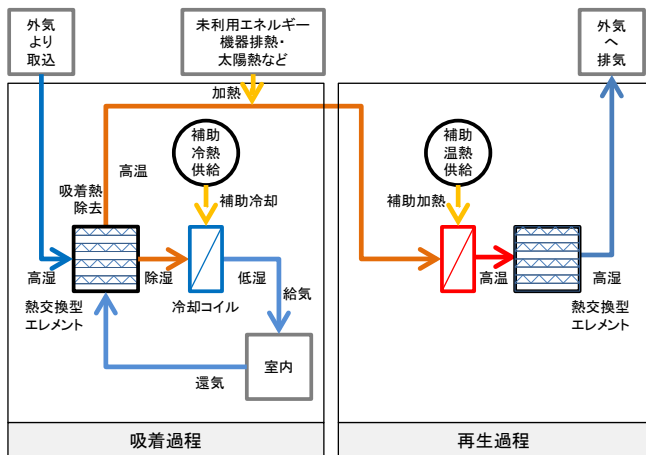 外気
より
取込
未利用エネルギー
機器排熱・
太陽熱など
外気
へ
排気
加熱
高温
吸着熱
除去
補助
冷熱
供給
補助冷却
高湿
除湿
低湿
熱交換型
エレメント
冷却コイル
給気
還気
室内
吸着過程
補助
温熱
供給
補助加熱
高温
高湿
熱交換型
エレメント
再生過程